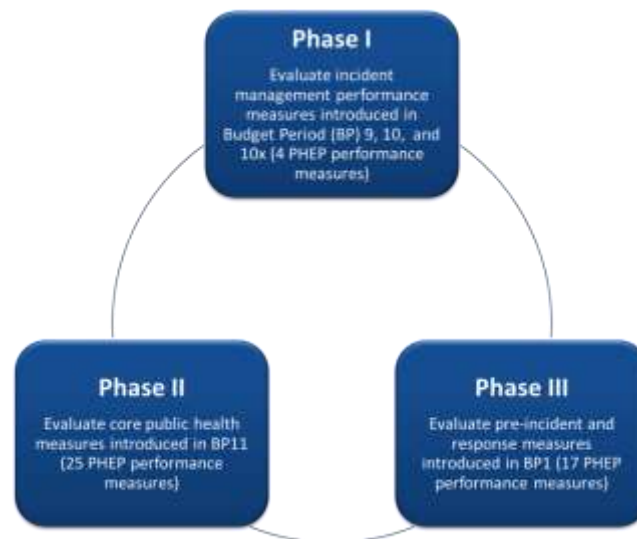 Phase I
Evaluate incident
management performance
measures introduced in
Budget Period (BP) 9, 10, and
10x (4 PHEP performance
measures)
Phase II
Evaluate core public health
measures introduced in BP11
(25 PHEP performance
measures)
Phase III
Evaluate pre-incident and
response measures
introduced in BP1 (17 PHEP
performance measures)